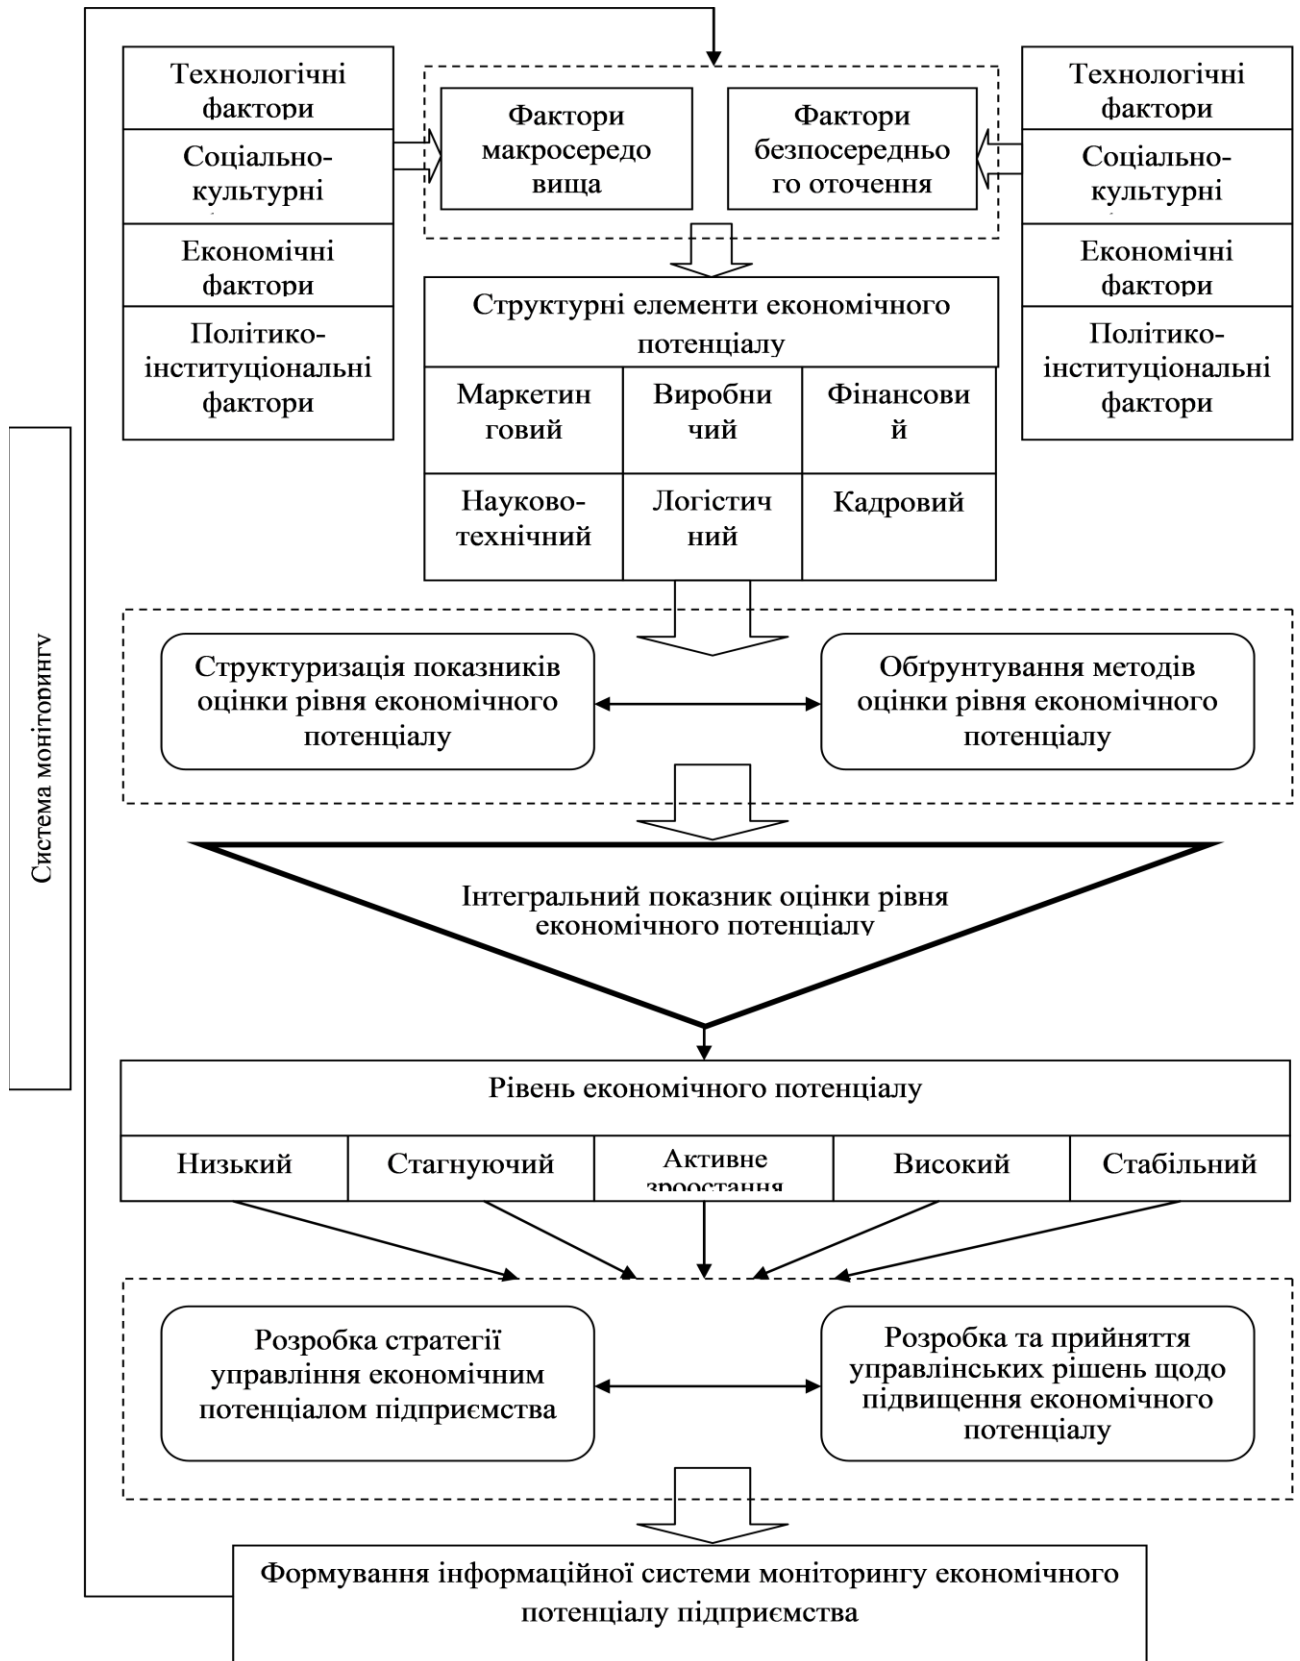 Технологічні
фактори
Соціально-
культурні
Економічні
фактори
Політико-
інституціональні
фактори
Фактори
макросередо
вища
Фактори
безпосередньо
го оточення
Технологічні
фактори
Соціально-
культурні
Економічні
фактори
Політико-
інституціональні
фактори
Структурні елементи економічного
потенціалу
Маркетин
говий
Виробни
чий
Фінансови
й
Науково-
технічний
Логістич
ний
Кадровий
Система моніторингу
Структуризація показників
оцінки рівня економічного
потенціалу
Обґрунтування методів
оцінки рівня економічного
потенціалу
Інтегральний показник оцінки рівня
економічного потенціалу
Рівень економічного потенціалу
Низький
Стагнуючий
Активне
зроостання
Високий
Стабільний
Розробка стратегії
управління економічним
потенціалом підприємства
Розробка та прийняття
управлінських рішень щодо
підвищення економічного
потенціалу
Формування інформаційної системи моніторингу економічного
потенціалу підприємства